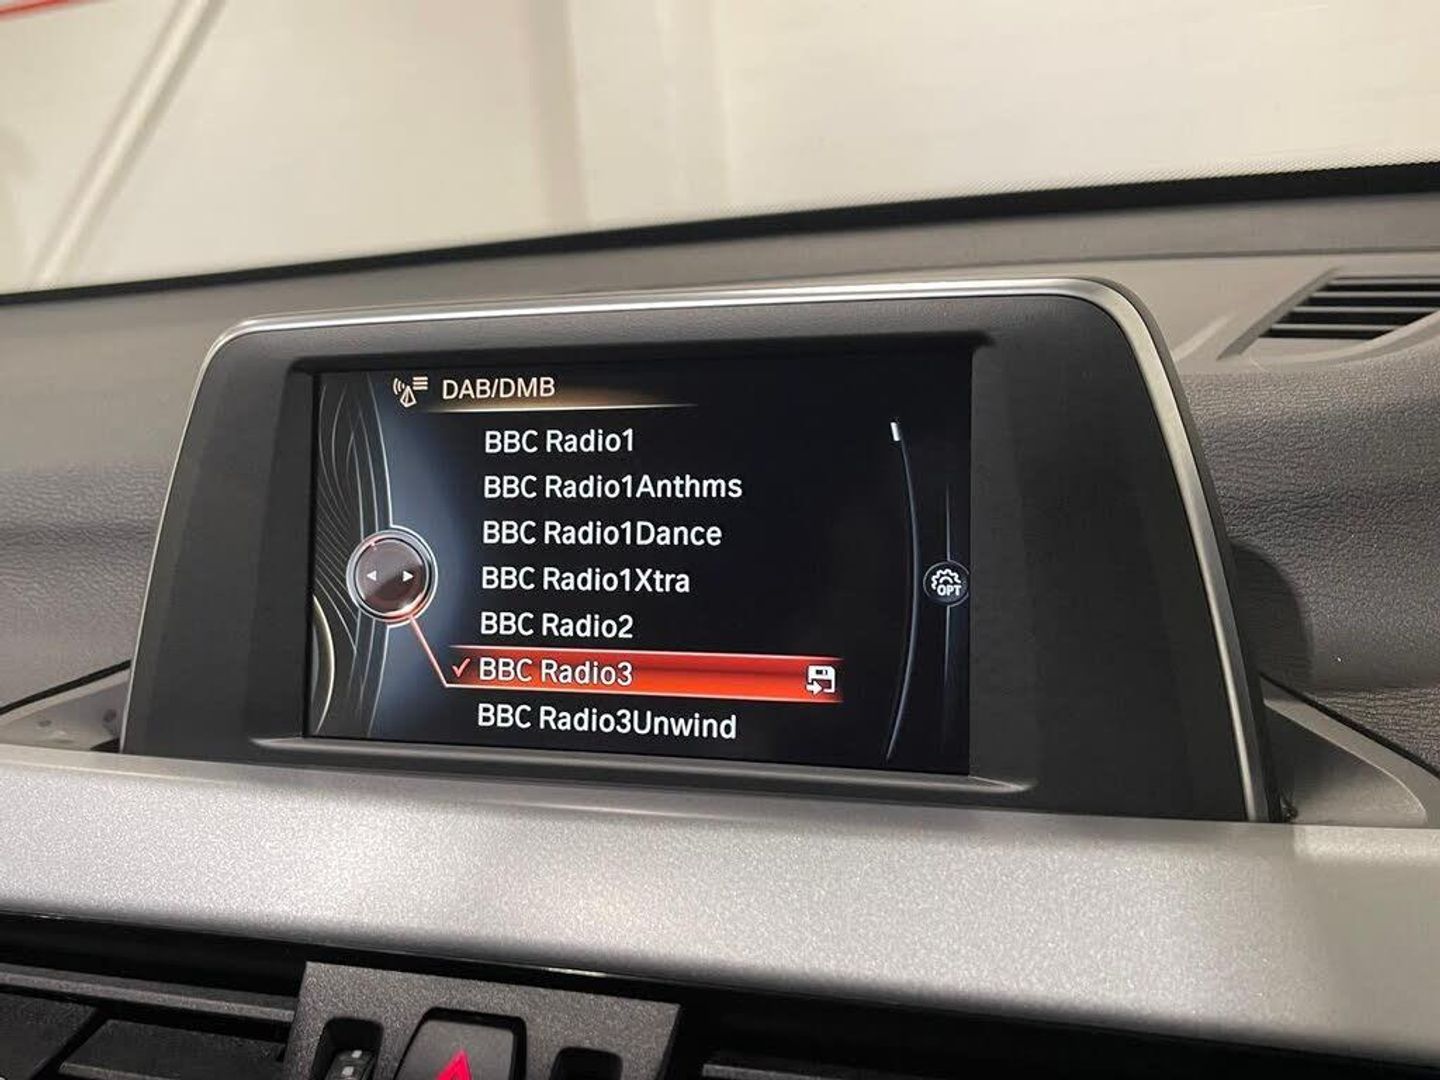 DAB/DMB
BBC Radio1
BBC Radio1Anthms
BBC Radio1Dance
BBC Radio1Xtra
OPT
BBC Radio2
BBC Radio3
BBC Radio3Unwind